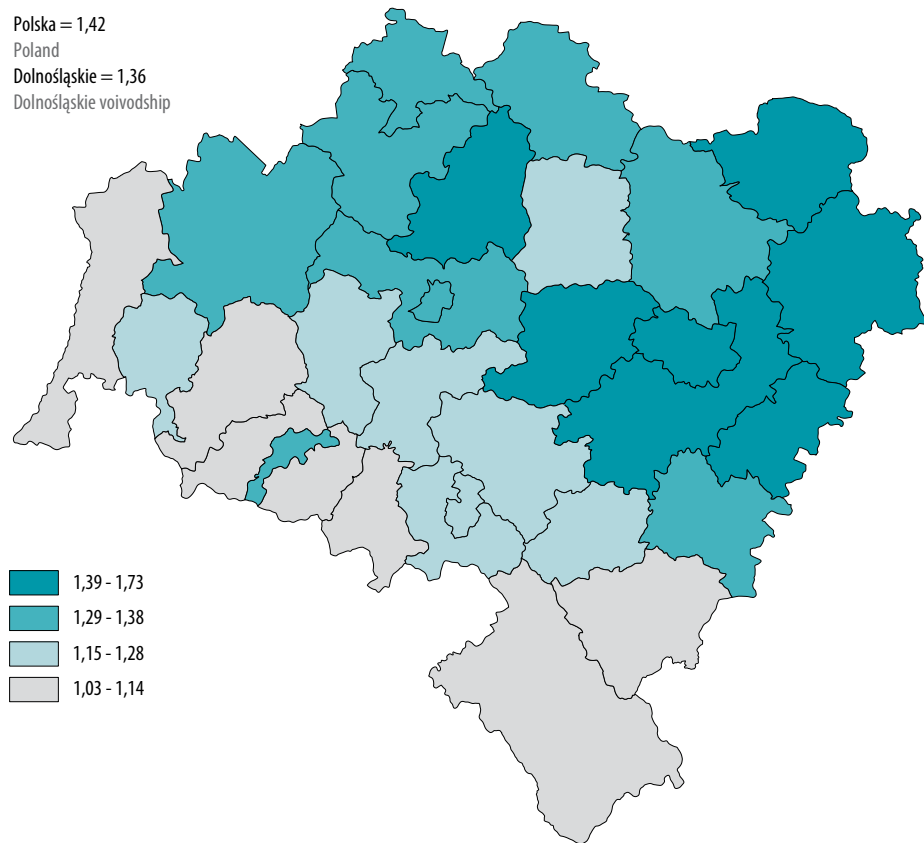 Polska = 1,42
Poland
Dolnośląskie = 1,36
Dolnośląskie voivodship
1,39 - 1,73
1,29 - 1,38
1,15 - 1,28
1,03 - 1,14